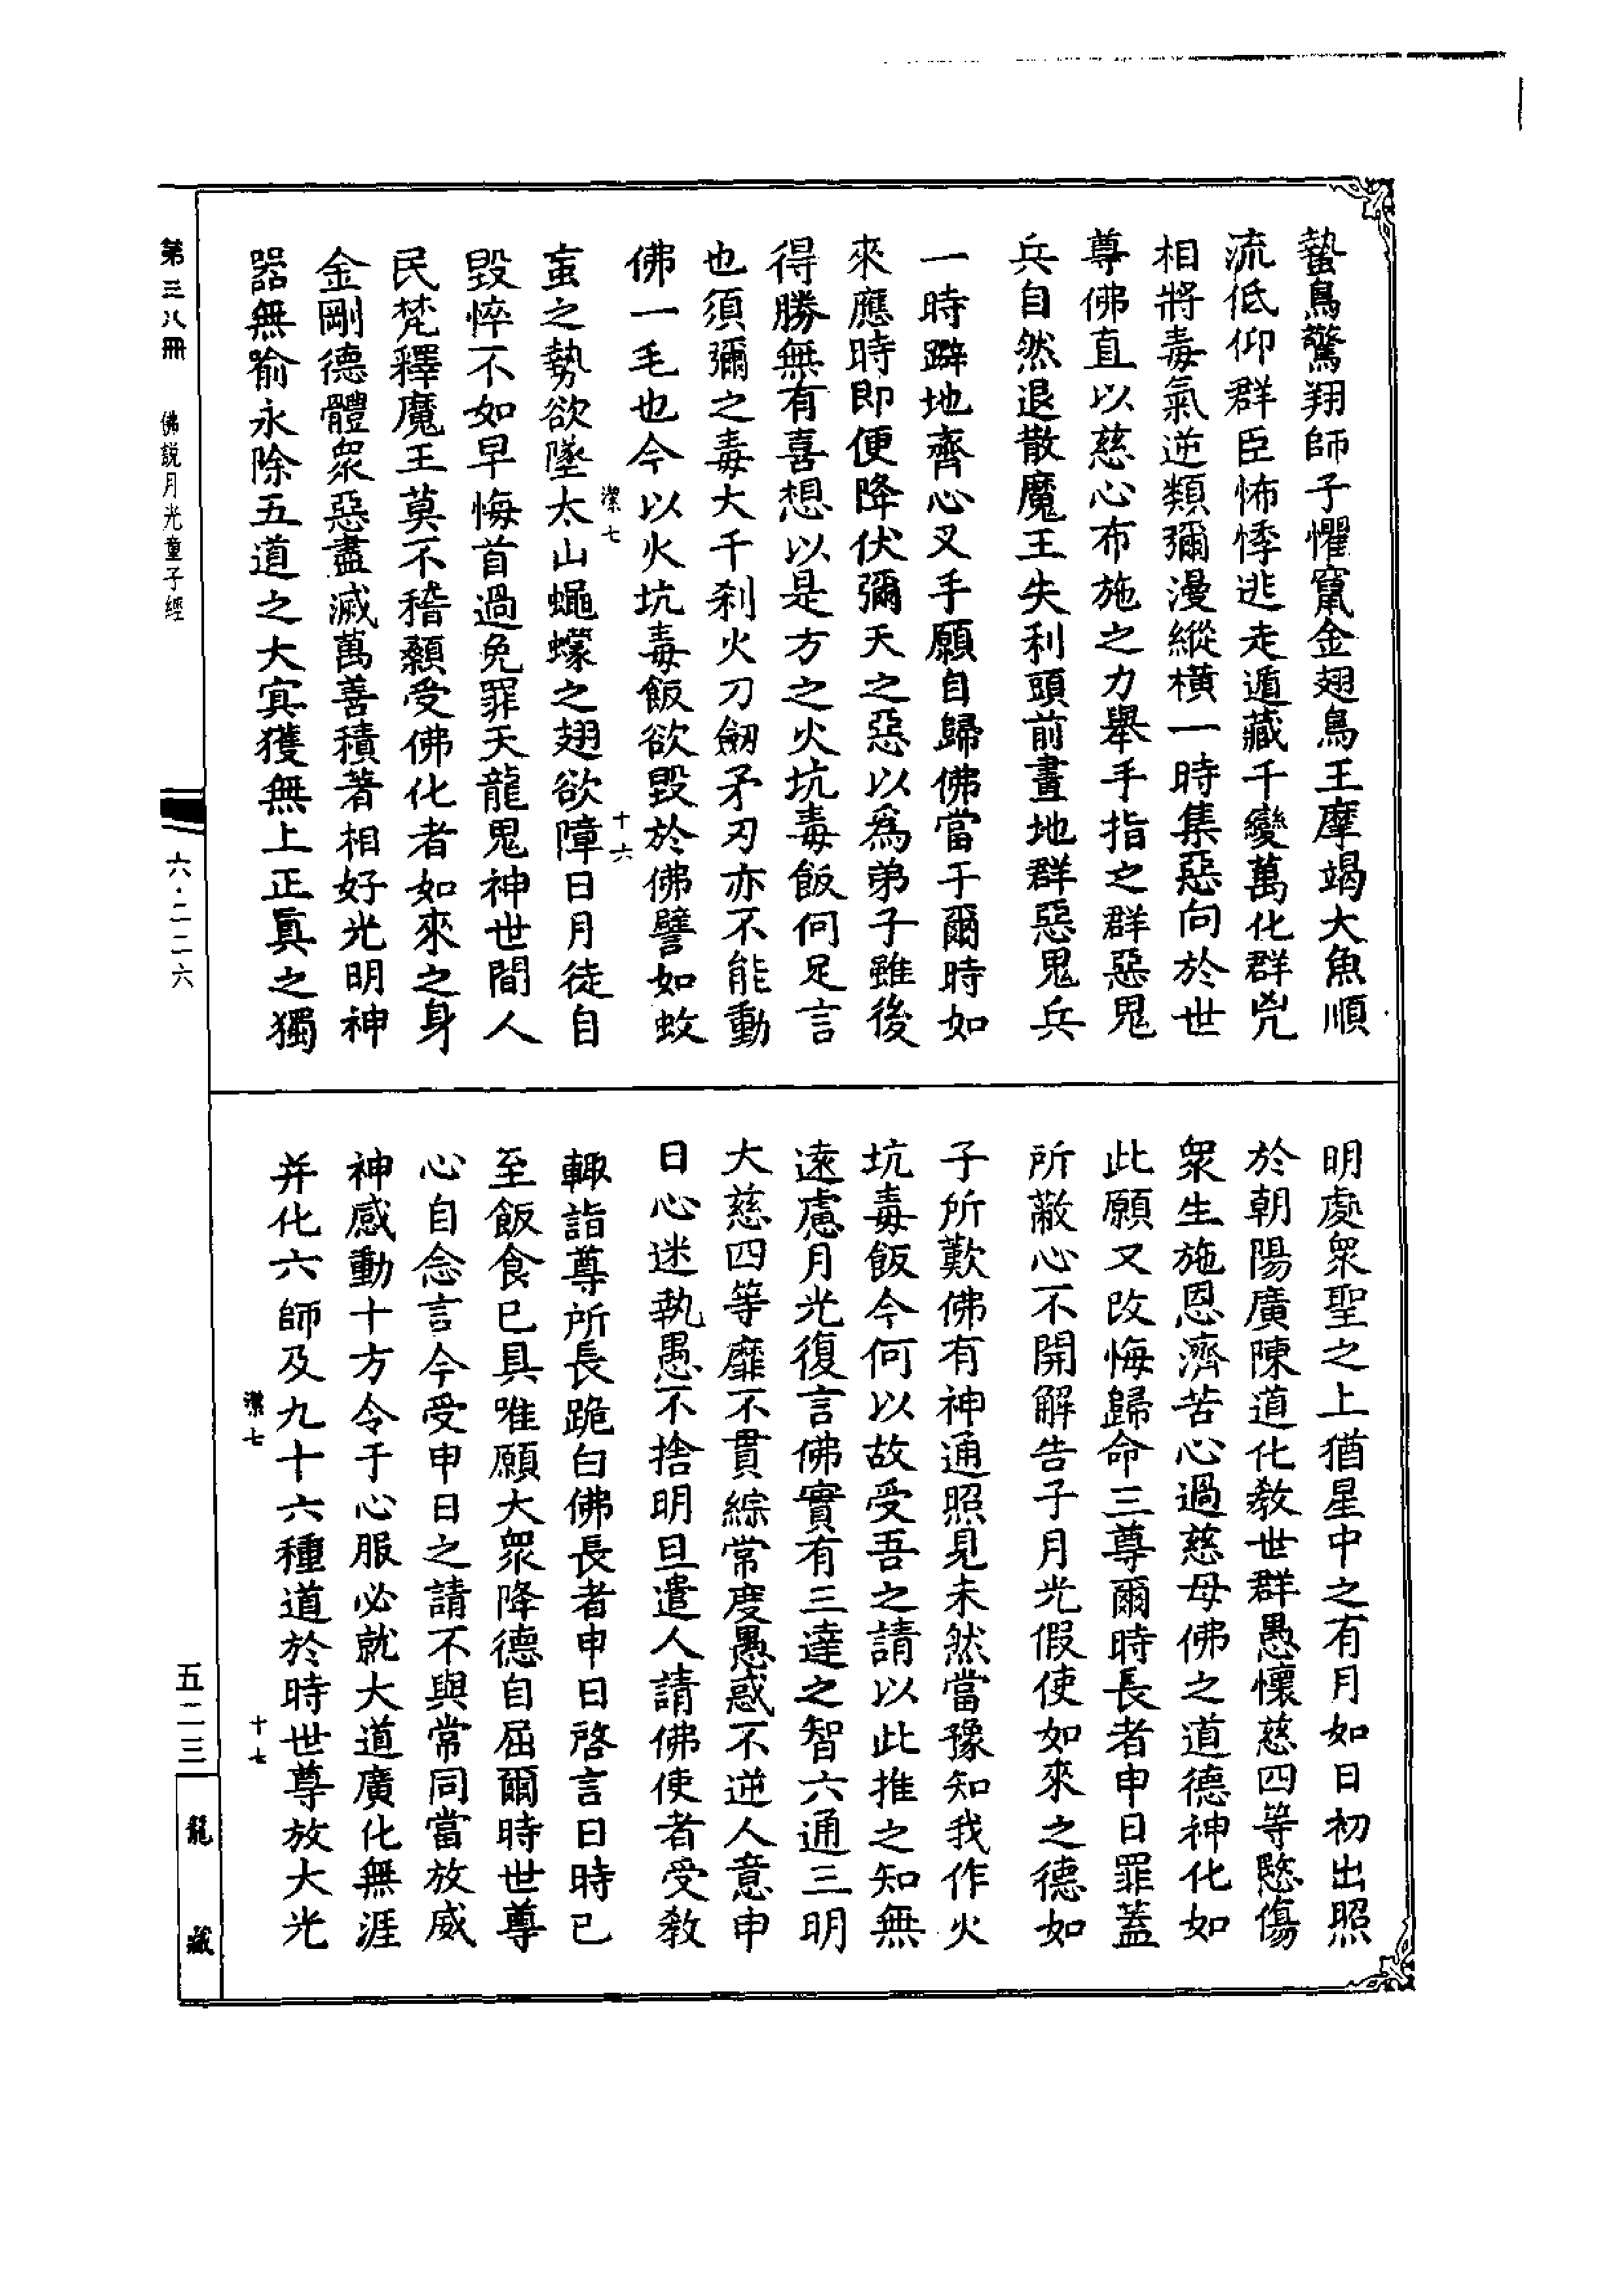 蟄鳥驚翔師子懼竄金翅鳥王摩竭大魚順
流低仰群臣怖悸逃走遁藏千變萬化群兇
相將毒氣逆類彌漫縱橫一時集惡向於世
尊佛直以慈心布施之力舉手指之群惡鬼
兵自然退散魔王失利頭前畫地群惡鬼兵
一時躃地齊心叉手願自歸佛佛當于爾時如
來應時即便降伏彌天之惡以為弟子雖後
得勝無有喜想以是方之火坑毒飯何足言
也須彌之毒大千剎火刀劒矛刃亦不能動
佛一毛也今以火坑毒飯欲毀於佛譬如蚊
䖟之勢欲墜太山蠅蠓之翅欲障日月徒自
毀悴不如早悔首過免罪天龍鬼神世間人
民梵釋魔王莫不稽顙受佛化者如來之身
金剛德體眾惡盡滅萬善積著相好光明神
器無喻永除五道之大冥獲無上正真之獨
潔七
十六
明處眾聖之上猶星中之有月如日初出照
於朝陽廣陳道化教世群愚懷慈四等愍傷
眾生施恩濟苦心過慈母佛之道德神化如
此願又改悔歸命三尊爾時長者申日罪蓋
所蔽心不開解告子月光假使如來之德如
子所歎佛有神通照見未然當豫知我作火
坑毒飯今何以故受吾之請以此推之知無
遠慮月光復言佛實有三達之智六通三明
大慈四等靡不貫綜常度愚惑不逆人意申
日心迷執愚不捨明旦遣人請佛使者受教
輙詣尊所長跪白佛長者申日啓言日時已
至飯食已具唯願大眾降德自屈爾時世尊
心自念言今受申日之請不與常同當放威
神感動十方令于心服必就大道廣化無涯
并化六師及九十六種道於時世尊放大光
潔七
十七
第三八冊 佛説月光童子經
六·二二六
五二三
龍藏